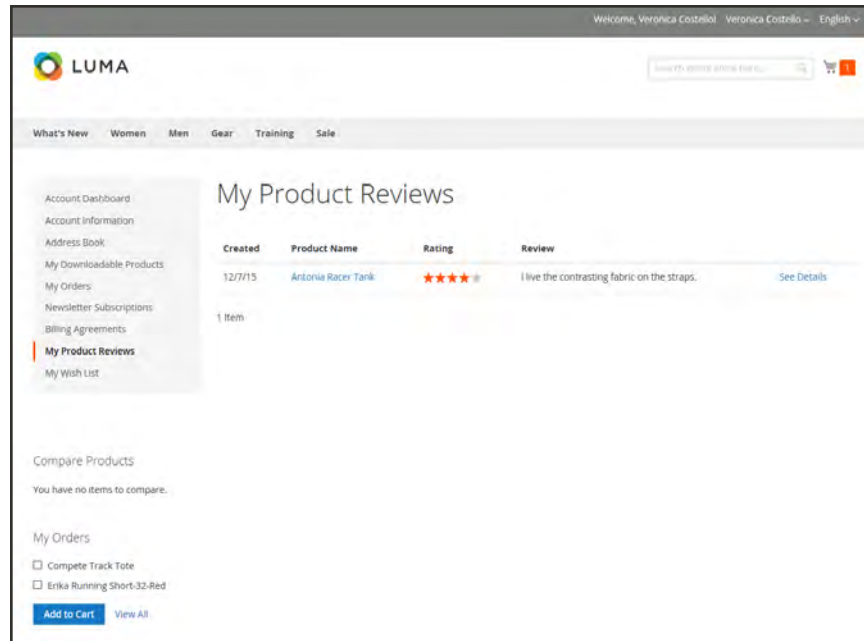 Welcome, Veronica Costello! Veronica Costello English
LUMA
1
What's New Women Men Gear Training Sale
My Product Reviews
Account Dashboard
Account Information
Address Book
My Downloadable Products
My Orders
Newsletter Subscriptions
Billing Agreements
My Product Reviews
My Wish List
Created Product Name Rating Review
12/7/15 Antonia Racer Tank I live the contrasting fabric on the straps. See Details
1 Item
Compare Products
You have no items to compare.
My Orders
Compete Track Tote
Erika Running Short-32-Red
Add to Cart View All